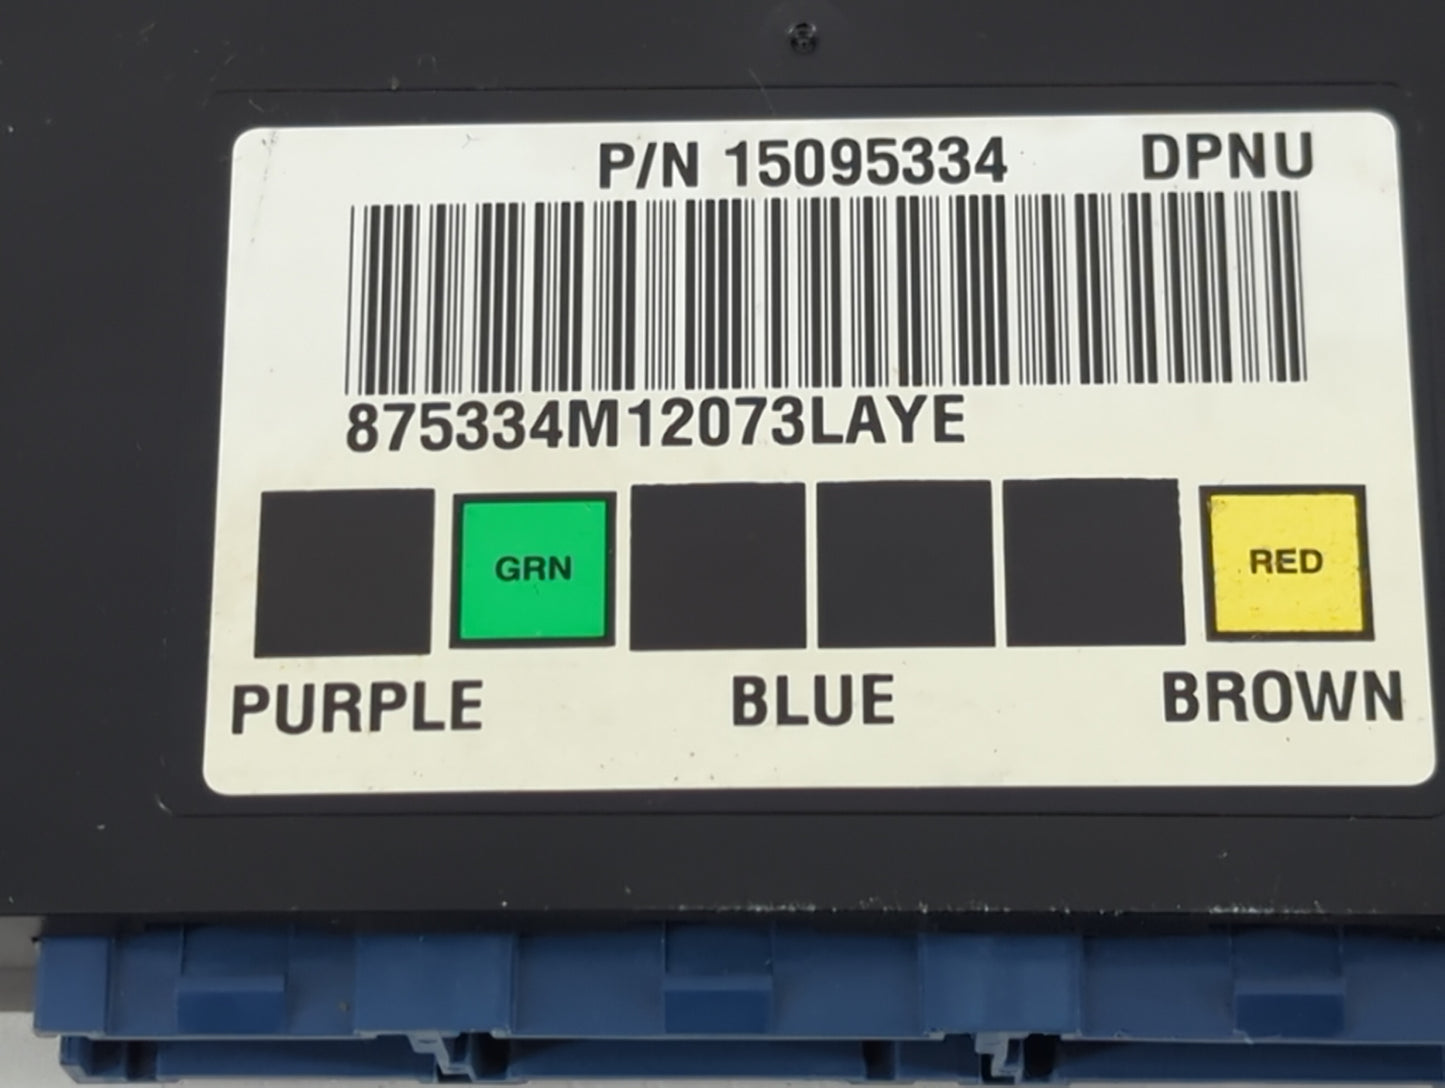 P/N 15095334 DPNU
875334M12073LAYE
GRN RED
PURPLE BLUE BROWN